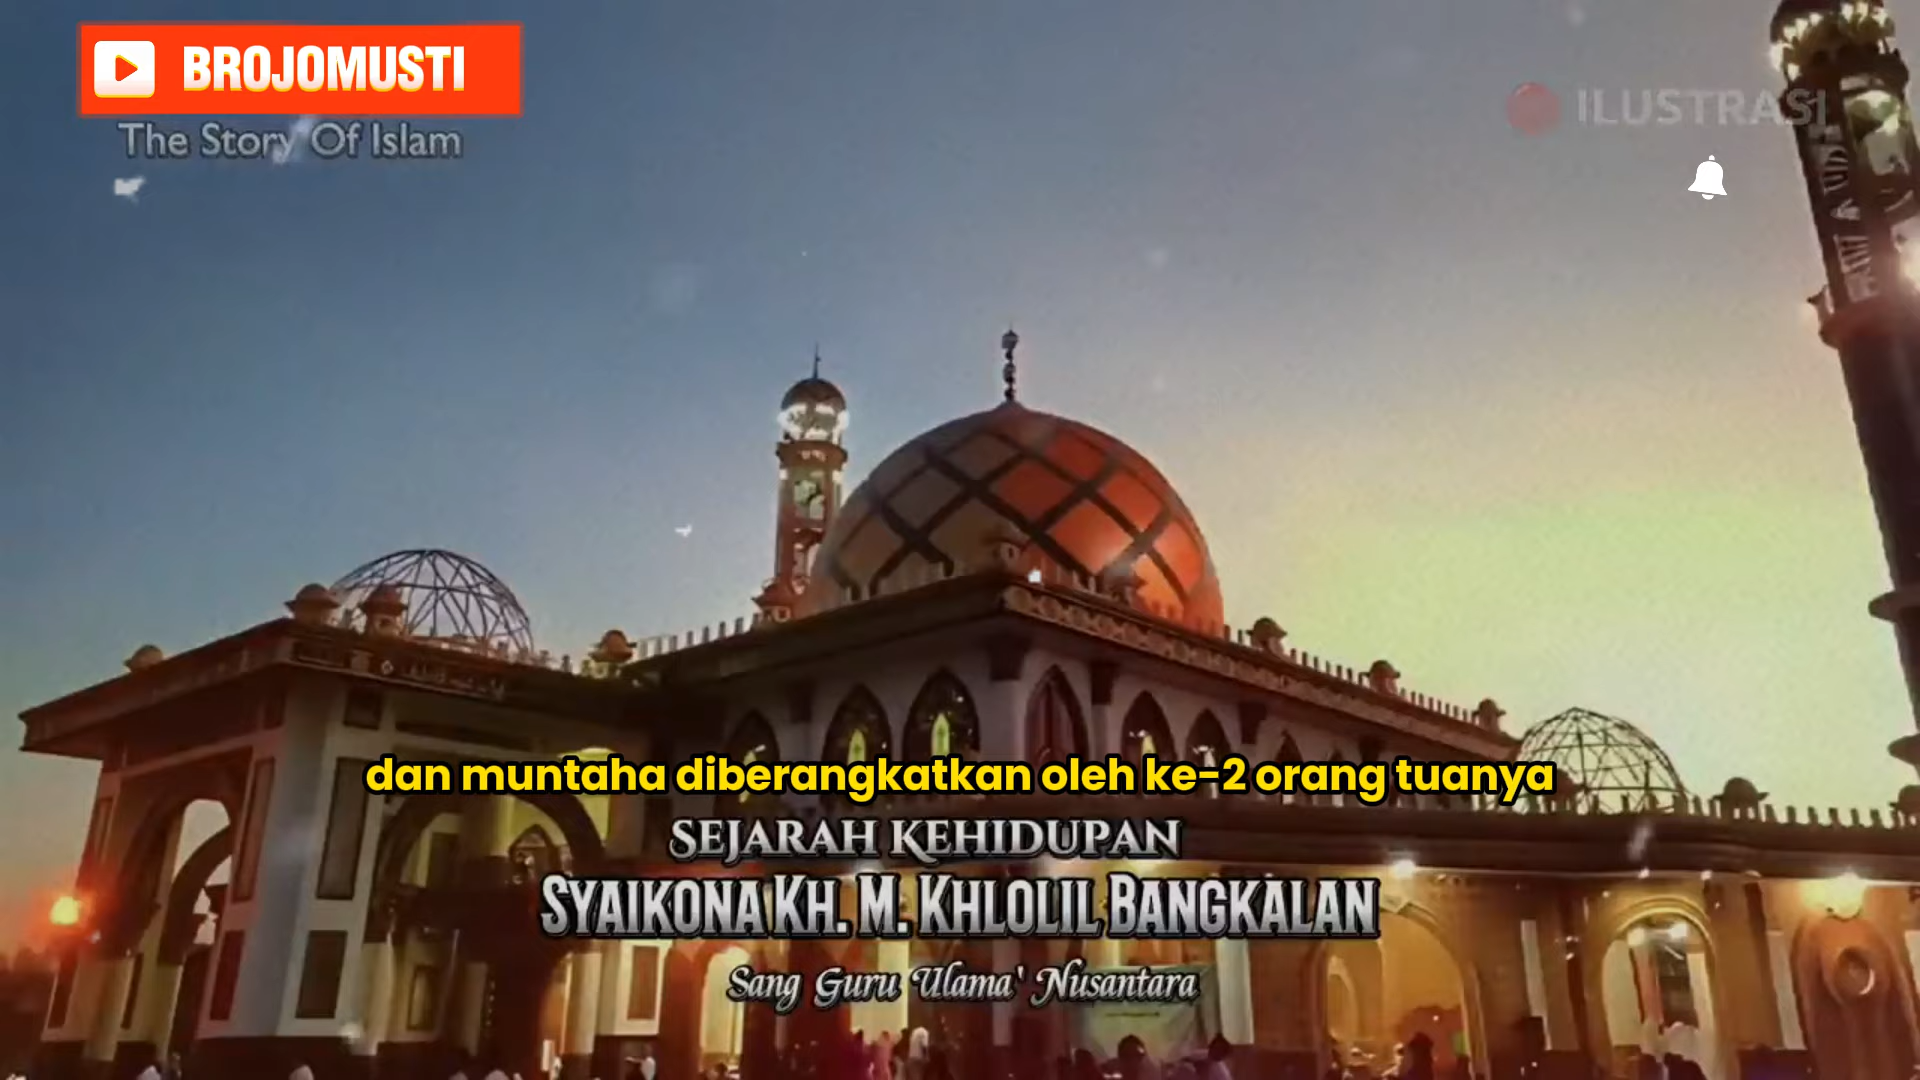 BROJOMUSTI
The Story Of Islam
ILUSTRASI
dan muntaha diberangkatkan oleh ke-2 orang tuanya
SEJARAH KEHIDUPAN
SYAIKONA KH. M. KHLOLIL BANGKALAN
Sang Guru Ulama' Nusantara